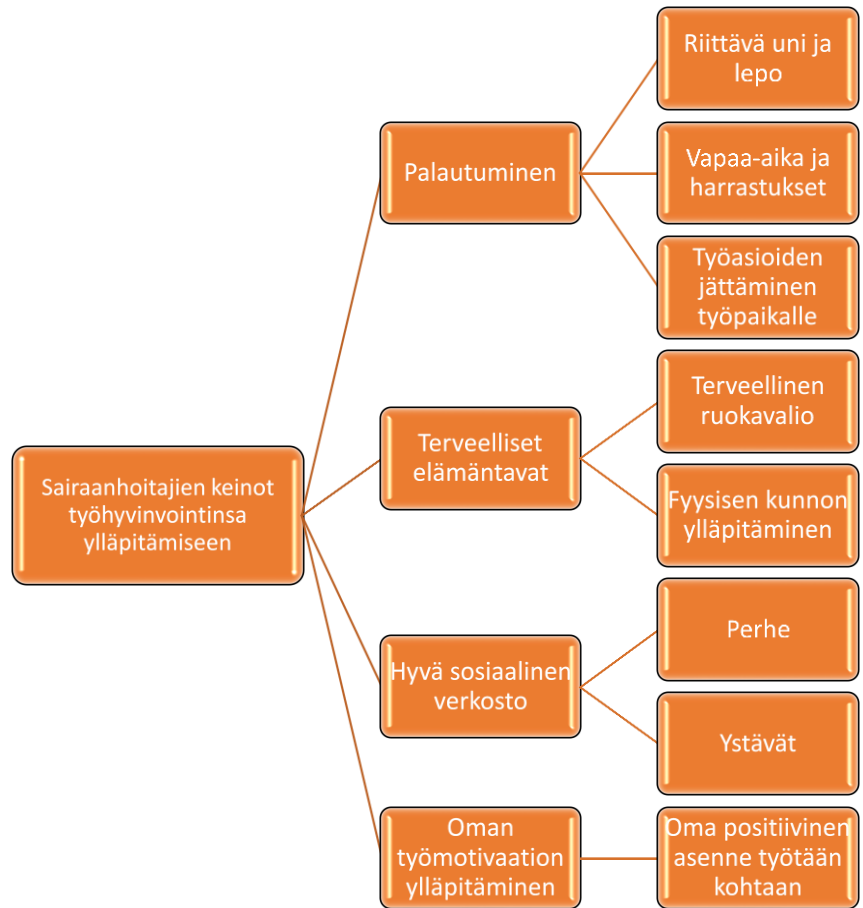 Sairaanhoitajien keinot
työhyvinvointinsa
ylläpitämiseen
Palautuminen
Riittävä uni ja
lepo
Vapaa-aika ja
harrastukset
Työasioiden
jättäminen
työpaikalle
Terveelliset
elämäntavat
Terveellinen
ruokavalio
Fyysisen kunnon
ylläpitäminen
Hyvä sosiaalinen
verkosto
Perhe
Ystävät
Oman
työmotivaation
ylläpitäminen
Oma positiivinen
asenne työtään
kohtaan